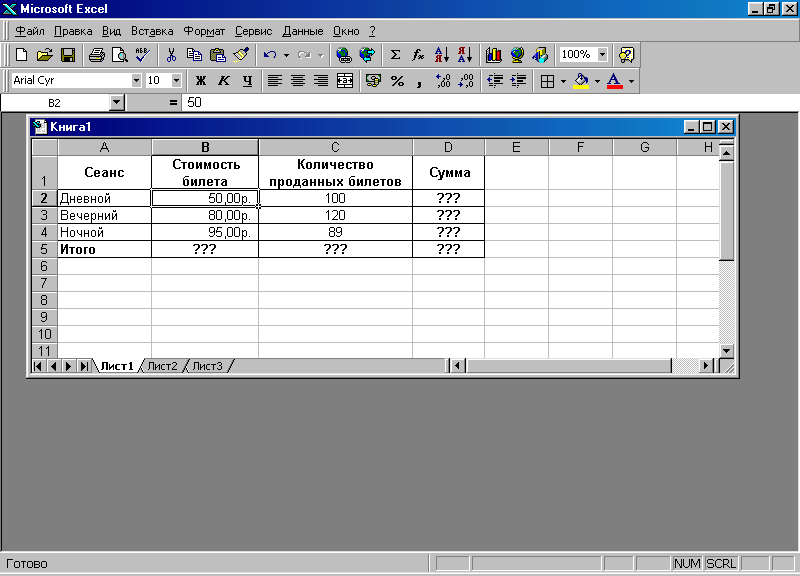 Microsoft Excel
Файл Правка Вид Вставка Формат Сервис Данные Окно ?
100%
Arial Cyr 10 Ж К Ч % ,
B2 = 50
Книга1
A B C D E F G H
1 Сеанс Стоимость билета Количество проданных билетов Сумма
2 Дневной 50,00р. 100 ???
3 Вечерний 80,00р. 120 ???
4 Ночной 95,00р. 89 ???
5 Итого ??? ??? ???
6
7
8
9
10
11
Лист1 Лист2 Лист3
Готово NUM SCRL